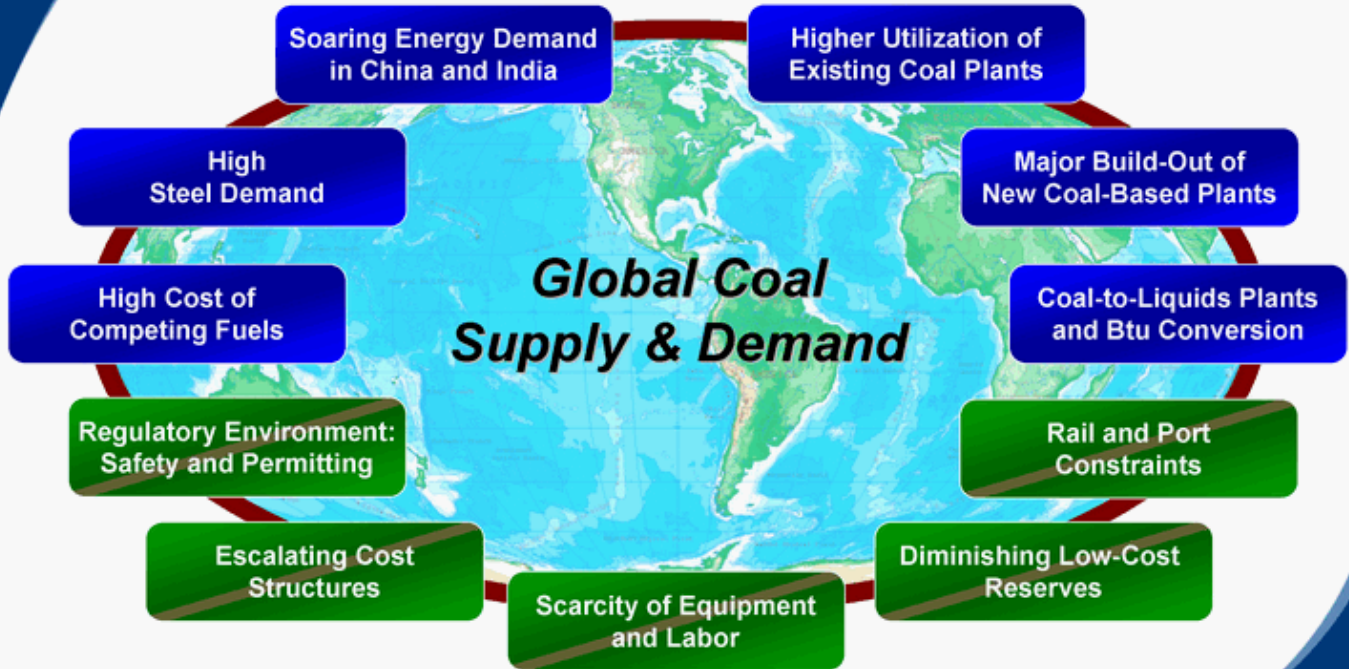 Soaring Energy Demand
in China and India
Higher Utilization of
Existing Coal Plants
High
Steel Demand
Major Build-Out of
New Coal-Based Plants
Global Coal
Supply & Demand
High Cost of
Competing Fuels
Coal-to-Liquids Plants
and Btu Conversion
Regulatory Environment:
Safety and Permitting
Rail and Port
Constraints
Escalating Cost
Structures
Diminishing Low-Cost
Reserves
Scarcity of Equipment
and Labor